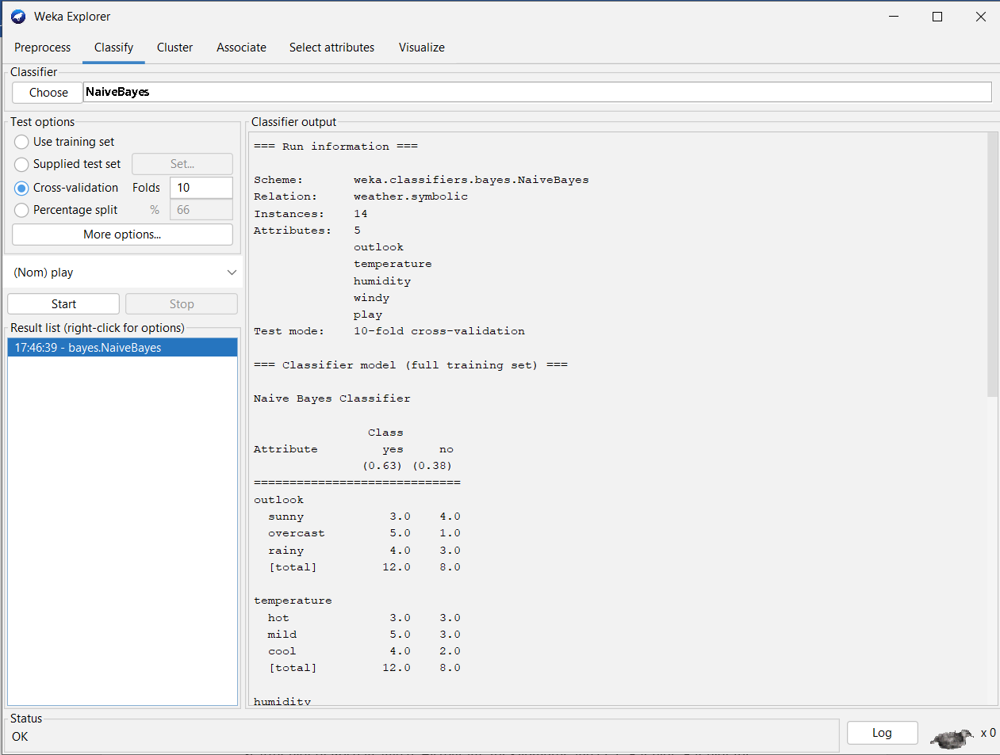 Weka Explorer
Preprocess Classify Cluster Associate Select attributes Visualize
Classifier
Choose NaiveBayes
Test options
Use training set
Supplied test set Set...
Cross-validation Folds 10
Percentage split % 66
More options...
(Nom) play
Start Stop
Result list (right-click for options)
17:46:39 - bayes.NaiveBayes
Classifier output
=== Run information ===
Scheme: weka.classifiers.bayes.NaiveBayes
Relation: weather.symbolic
Instances: 14
Attributes: 5
outlook
temperature
humidity
windy
play
Test mode: 10-fold cross-validation
=== Classifier model (full training set) ===
Naive Bayes Classifier
Class
Attribute yes no
(0.63) (0.38)
=============================
outlook
sunny 3.0 4.0
overcast 5.0 1.0
rainy 4.0 3.0
[total] 12.0 8.0
temperature
hot 3.0 3.0
mild 5.0 3.0
cool 4.0 2.0
[total] 12.0 8.0
humidity
Status
OK
Log
x 0